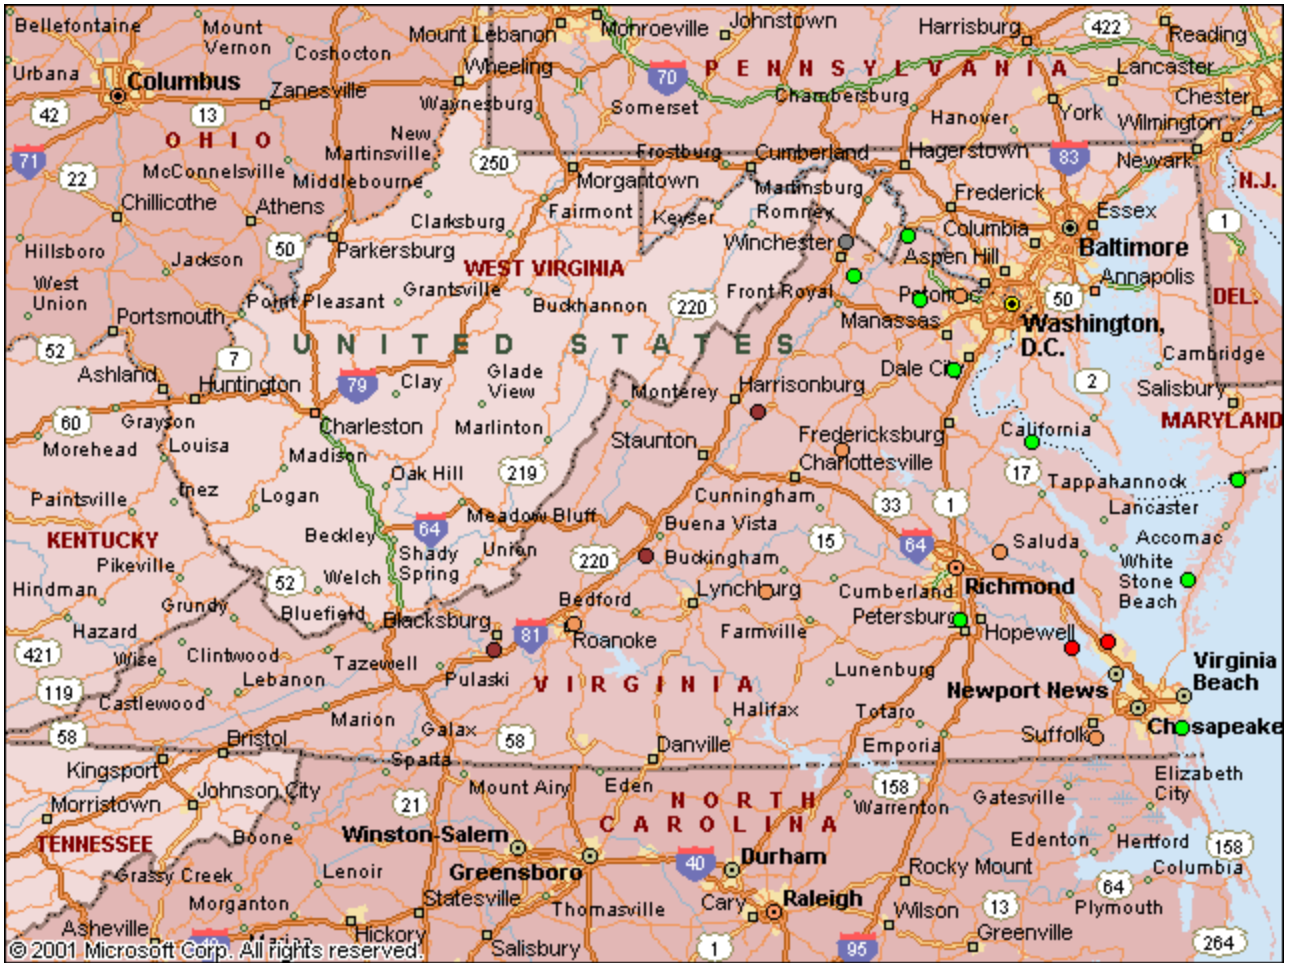 Bellefontaine
Mount
Vernon
Coshocton
Mount Lebanon
Monroeville
Johnstown
Harrisburg
422
Reading
Urbana
Columbus
Zanesville
Wheeling
70
PENNSYLVANIA
Lancaster
42
13
Waynesburg
Somerset
Chambersburg
York
Chester
OHIO
New
Martinsville
Hanover
Wilmington
71
McConnelsville
Middlebourne
250
Frostburg
Cumberland
Hagerstown
83
Newark
22
Morgantown
Martinsburg
N.J.
Chillicothe
Athens
Clarksburg
Fairmont
Keyser
Romney
Frederick
Essex
1
Hillsboro
50
Parkersburg
Winchester
Columbia
Baltimore
Jackson
WEST VIRGINIA
Aspen Hill
Annapolis
West
Union
Point Pleasant
Grantsville
Buckhannon
220
Front Royal
Potomac
50
DEL.
Portsmouth
Manassas
Washington,
D.C.
52
7
UNITED STATES
Cambridge
Ashland
Huntington
79
Clay
Glade
View
Monterey
Harrisonburg
Dale City
2
Salisbury
60
Grayson
Charleston
Marlinton
Staunton
Fredericksburg
California
MARYLAND
Morehead
Louisa
Madison
Oak Hill
219
Charlottesville
17
Tappahannock
Paintsville
Inez
Logan
Cunningham
33
1
Lancaster
KENTUCKY
Beckley
64
Meadow Bluff
Buena Vista
15
64
Saluda
Accomac
Pikeville
Shady
Spring
Union
220
Buckingham
White
Stone
Beach
Hindman
52
Welch
Bedford
Lynchburg
Cumberland
Richmond
Grundy
Bluefield
Blacksburg
81
Roanoke
Farmville
Petersburg
Hopewell
Hazard
421
Wise
Clintwood
Tazewell
Pulaski
VIRGINIA
Lunenburg
Virginia
Beach
119
Lebanon
Newport News
Castlewood
Marion
Halifax
Totaro
Chesapeake
58
Bristol
Galax
58
Danville
Emporia
Suffolk
Kingsport
Sparta
Mount Airy
Eden
158
Elizabeth
City
Morristown
Johnson City
21
NORTH
CAROLINA
Warrenton
Gatesville
TENNESSEE
Boone
Winston-Salem
Edenton
Hertford
158
Greensboro
40
Durham
Grassy Creek
Lenoir
Rocky Mount
Columbia
64
Morganton
Statesville
Thomasville
Cary
Raleigh
Wilson
13
Plymouth
Asheville
Hickory
Salisbury
1
95
Greenville
264
© 2001 Microsoft Corp. All rights reserved.